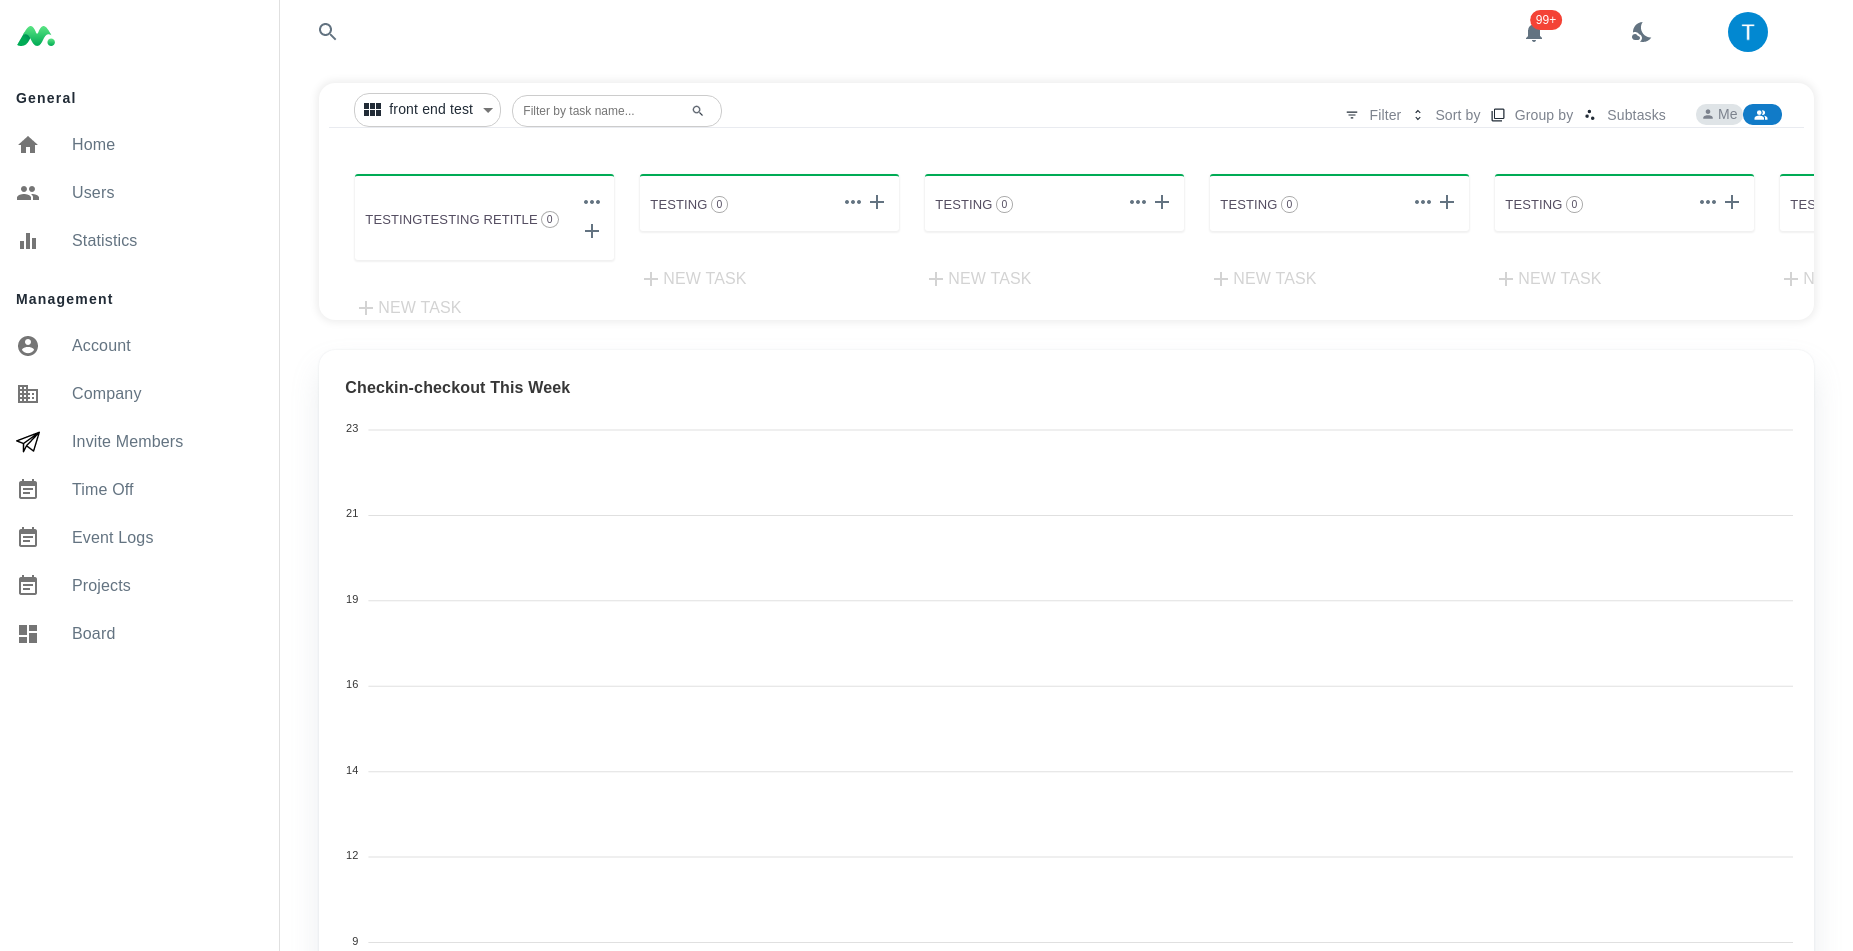 General
Home
Users
Statistics
Management
Account
Company
Invite Members
Time Off
Event Logs
Projects
Board
99+
T
front end test
Filter by task name...
Filter
Sort by
Group by
Subtasks
Me
TESTINGTESTING RETITLE 0
TESTING 0
TESTING 0
TESTING 0
TESTING 0
TES
NEW TASK
NEW TASK
NEW TASK
NEW TASK
NEW TASK
N
Checkin-checkout This Week
23
21
19
16
14
12
9